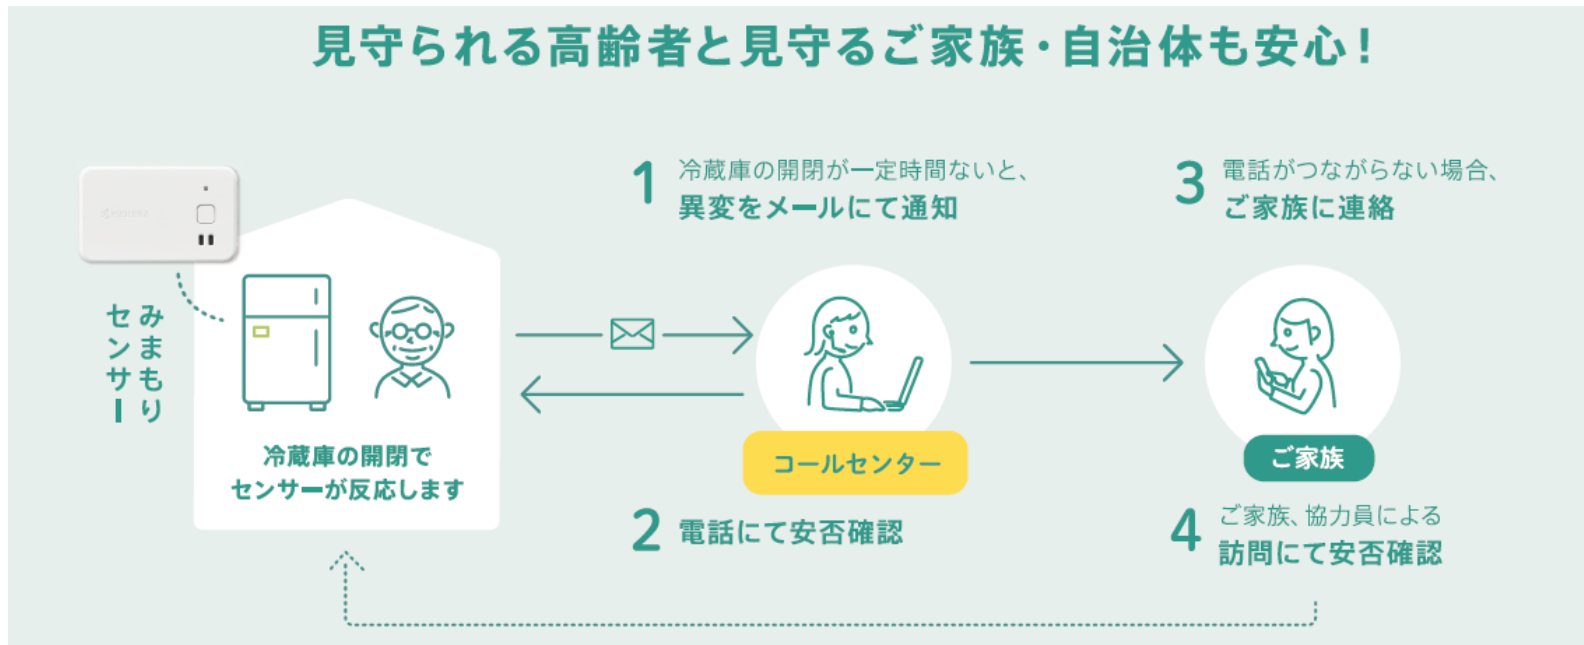 見守られる高齢者と見守るご家族・自治体も安心！
1
冷蔵庫の開閉が一定時間ないと、
異変をメールにて通知
3
電話がつながらない場合、
ご家族に連絡
みまもり
センサー
冷蔵庫の開閉で
センサーが反応します
コールセンター
ご家族
2
電話にて安否確認
4
ご家族、協力員による
訪問にて安否確認